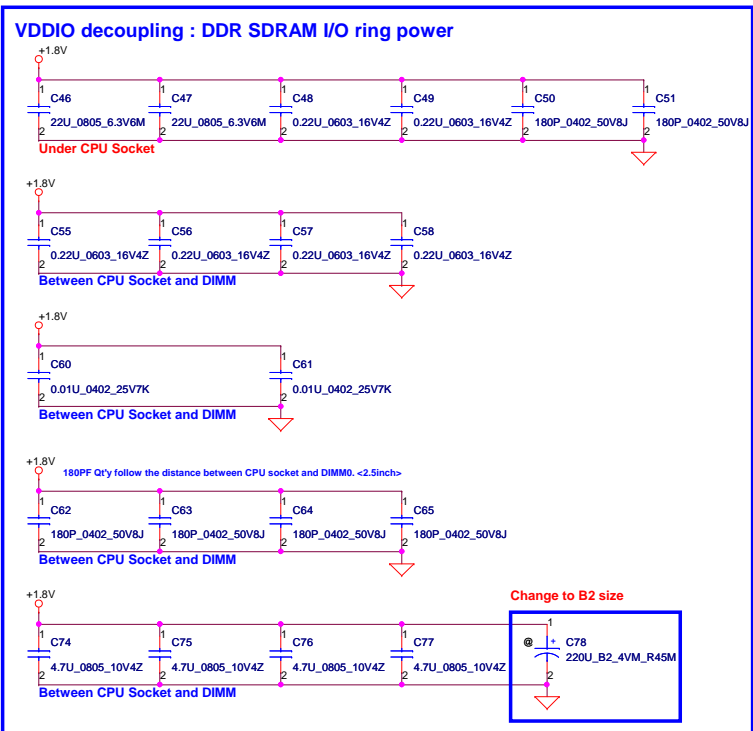 VDDIO decoupling : DDR SDRAM I/O ring power
+1.8V
1 1 1 1 1 1
C46 C47 C48 C49 C50 C51
22U_0805_6.3V6M 22U_0805_6.3V6M 0.22U_0603_16V4Z 0.22U_0603_16V4Z 180P_0402_50V8J 180P_0402_50V8J
2 2 2 2 2 2
Under CPU Socket
+1.8V
1 1 1 1
C55 C56 C57 C58
0.22U_0603_16V4Z 0.22U_0603_16V4Z 0.22U_0603_16V4Z 0.22U_0603_16V4Z
2 2 2 2
Between CPU Socket and DIMM
+1.8V
1 1
C60 C61
0.01U_0402_25V7K 0.01U_0402_25V7K
2 2
Between CPU Socket and DIMM
+1.8V
180PF Qt'y follow the distance between CPU socket and DIMM0. <2.5inch>
1 1 1 1
C62 C63 C64 C65
180P_0402_50V8J 180P_0402_50V8J 180P_0402_50V8J 180P_0402_50V8J
2 2 2 2
Between CPU Socket and DIMM
+1.8V
Change to B2 size
1 1 1 1 1
C74 C75 C76 C77 @ + C78
4.7U_0805_10V4Z 4.7U_0805_10V4Z 4.7U_0805_10V4Z 4.7U_0805_10V4Z 220U_B2_4VM_R45M
2 2 2 2 2
Between CPU Socket and DIMM